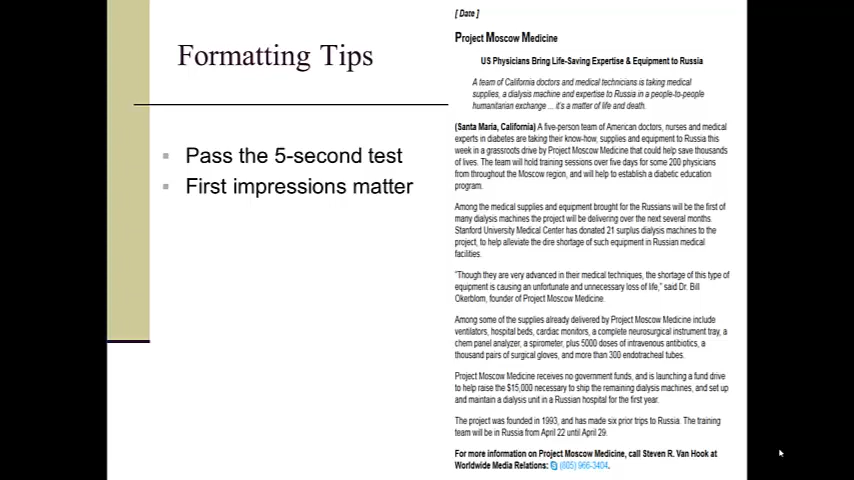 Formatting Tips
Pass the 5-second test
First impressions matter
[ Date ]
Project Moscow Medicine
US Physicians Bring Life-Saving Expertise & Equipment to Russia
A team of California doctors and medical technicians is taking medical
supplies, a dialysis machine and expertise to Russia in a people-to-people
humanitarian exchange ... it's a matter of life and death.
(Santa Maria, California) A five-person team of American doctors, nurses and medical
experts in diabetes are taking their know-how, supplies and equipment to Russia this
week in a grassroots drive by Project Moscow Medicine that could help save thousands
of lives. The team will hold training sessions over five days for some 200 physicians
from throughout the Moscow region, and will help to establish a diabetic education
program.
Among the medical supplies and equipment brought for the Russians will be the first of
many dialysis machines the project will be delivering over the next several months.
Stanford University Medical Center has donated 21 surplus dialysis machines to the
project, to help alleviate the dire shortage of such equipment in Russian medical
facilities.
"Though they are very advanced in their medical techniques, the shortage of this type of
equipment is causing an unfortunate and unnecessary loss of life," said Dr. Bill
Okerblom, founder of Project Moscow Medicine.
Among some of the supplies already delivered by Project Moscow Medicine include
ventilators, hospital beds, cardiac monitors, a complete neurosurgical instrument tray, a
chem panel analyzer, a spirometer, plus 5000 doses of intravenous antibiotics, a
thousand pairs of surgical gloves, and more than 300 endotracheal tubes.
Project Moscow Medicine receives no government funds, and is launching a fund drive
to help raise the $15,000 necessary to ship the remaining dialysis machines, and set up
and maintain a dialysis unit in a Russian hospital for the first year.
The project was founded in 1993, and has made six prior trips to Russia. The training
team will be in Russia from April 22 until April 29.
For more information on Project Moscow Medicine, call Steven R. Van Hook at
Worldwide Media Relations: (805) 966-3404.